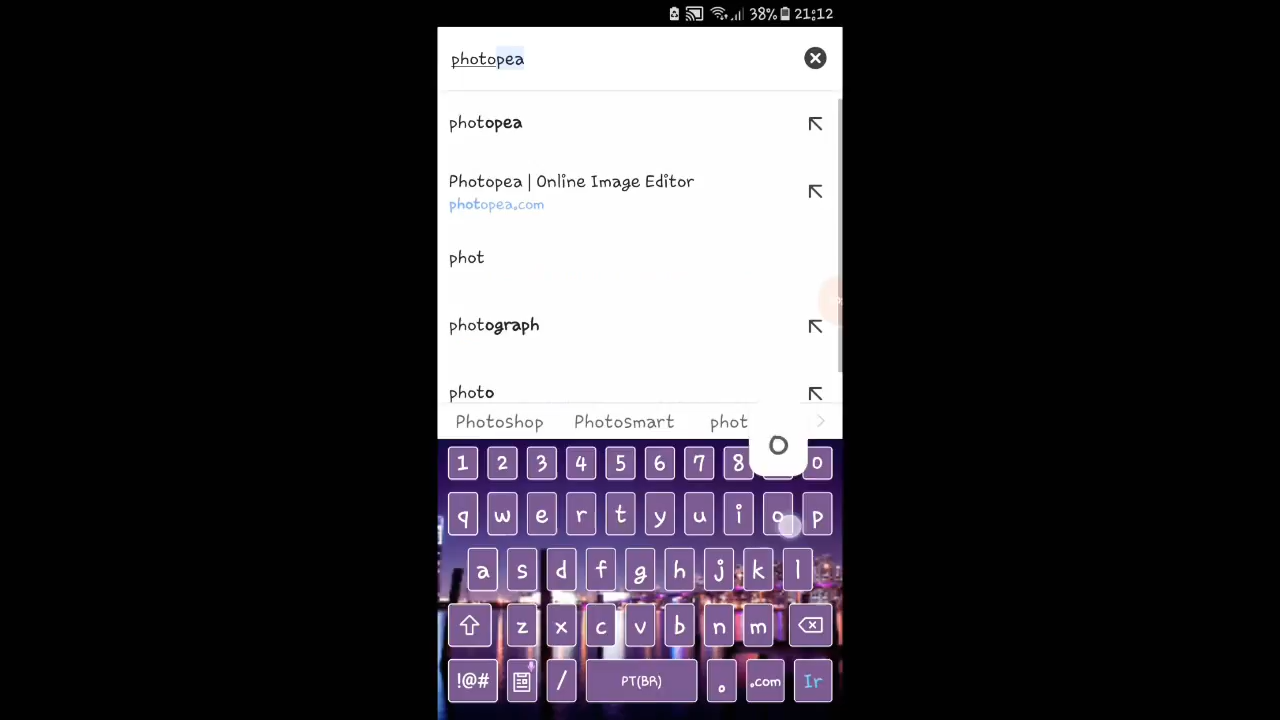 38% 21:12
photopea
photopea
Photopea | Online Image Editor
photopea.com
phot
photograph
photo
Photoshop Photosmart phot
o
1 2 3 4 5 6 7 8 0
q w e r t y u i o p
a s d f g h j k l
z x c v b n m
!@# / PT(BR) . .com Ir